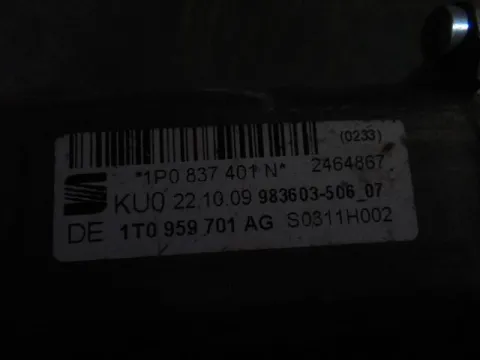 (0233)
*1P0 837 401 N* 2464867
KU0 22.10.09 983603-506_07
DE 1T0 959 701 AG S0311H002